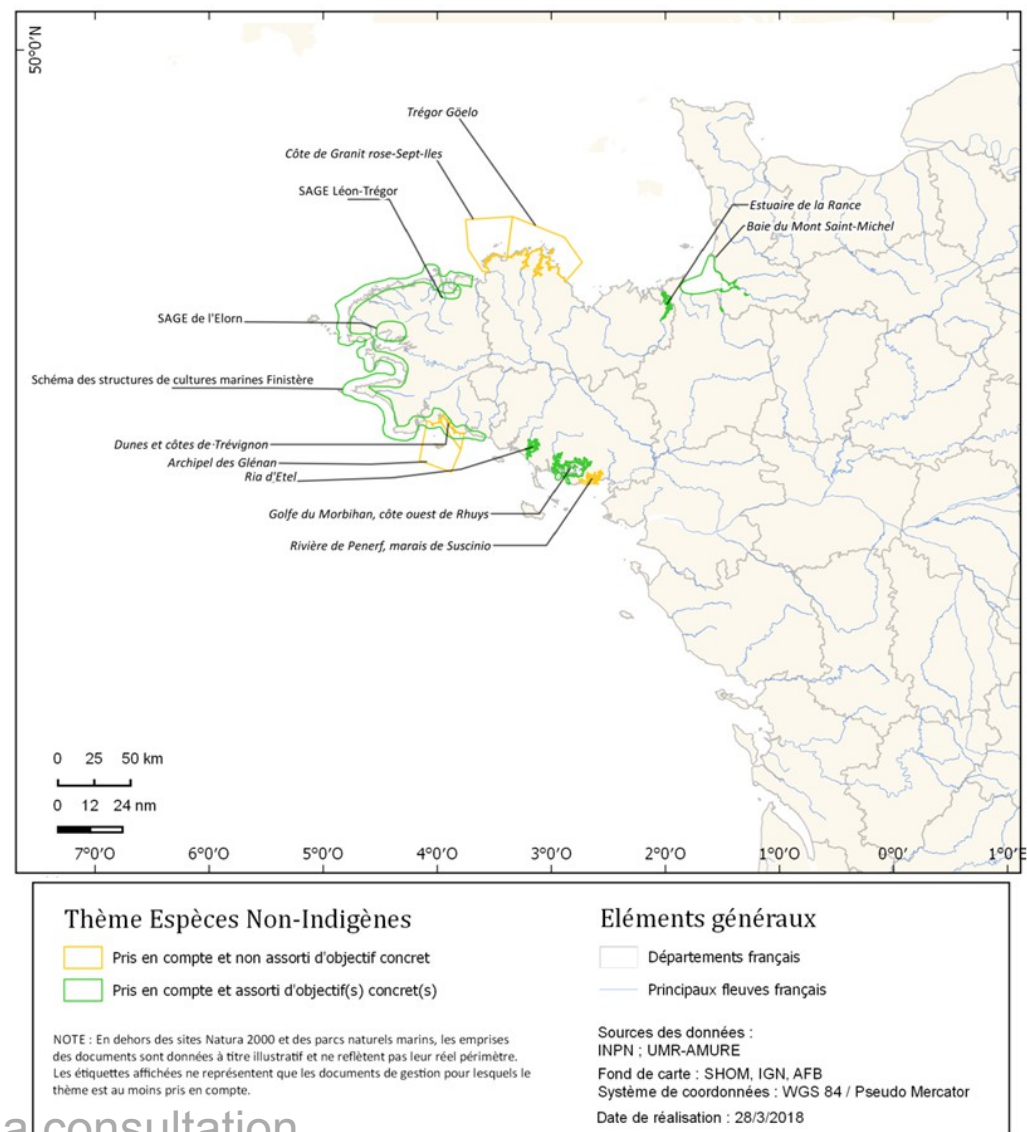 50°0'N
Trégor Göelo
Côte de Granit rose-Sept-Iles
SAGE Léon-Trégor
Estuaire de la Rance
Baie du Mont Saint-Michel
SAGE de l'Elorn
Schéma des structures de cultures marines Finistère
Dunes et côtes de Trévignon
Archipel des Glénan
Ria d'Etel
Golfe du Morbihan, côte ouest de Rhuys
Rivière de Penerf, marais de Suscinio
0 25 50 km
0 12 24 nm
7°0'O 6°0'O 5°0'O 4°0'O 3°0'O 2°0'O 1°0'O 0°0' 1°0'E
Thème Espèces Non-Indigènes
Pris en compte et non assorti d'objectif concret
Pris en compte et assorti d'objectif(s) concret(s)
NOTE : En dehors des sites Natura 2000 et des parcs naturels marins, les emprises
des documents sont données à titre illustratif et ne reflètent pas leur réel périmètre.
Les étiquettes affichées ne représentent que les documents de gestion pour lesquels le
thème est au moins pris en compte.
Eléments généraux
Départements français
Principaux fleuves français
Sources des données :
INPN ; UMR-AMURE
Fond de carte : SHOM, IGN, AFB
Système de coordonnées : WGS 84 / Pseudo Mercator
Date de réalisation : 28/3/2018
a consultation